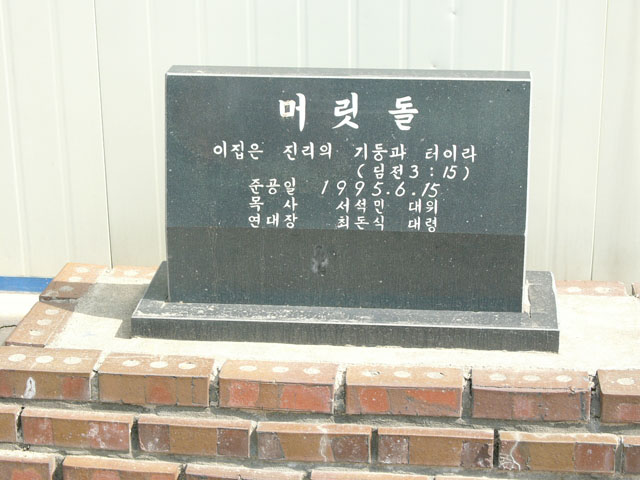 머릿돌
이집은 진리의 기둥과 터이라
(딤전3:15)
준공일 1995.6.15
목사 서석민 대위
연대장 최돈식 대령